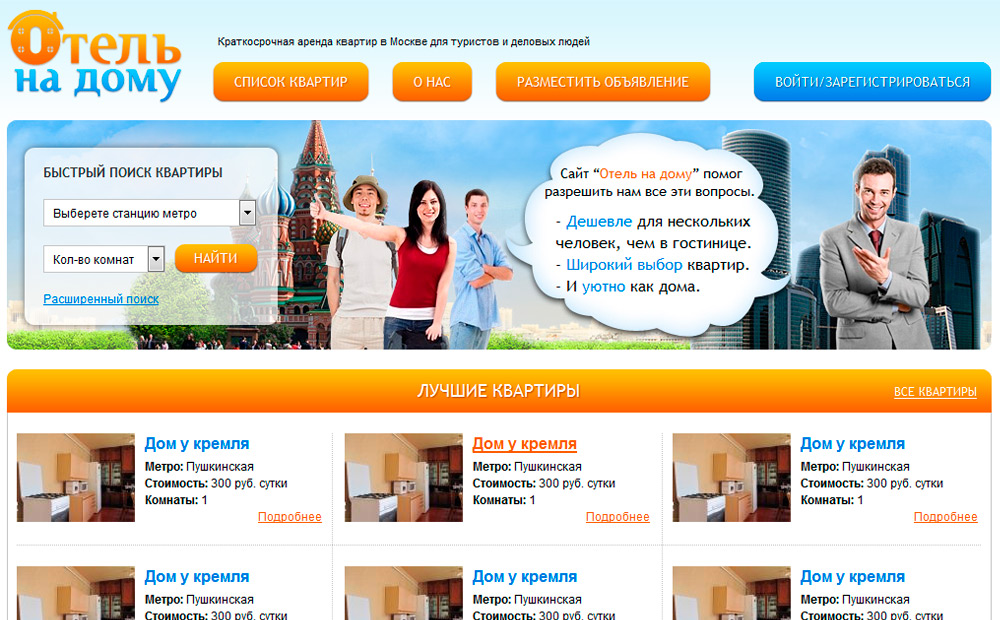 Отель
на дому
Краткосрочная аренда квартир в Москве для туристов и деловых людей
СПИСОК КВАРТИР
О НАС
РАЗМЕСТИТЬ ОБЪЯВЛЕНИЕ
ВОЙТИ/ЗАРЕГИСТРИРОВАТЬСЯ
БЫСТРЫЙ ПОИСК КВАРТИРЫ
Выберете станцию метро
Кол-во комнат
НАЙТИ
Расширенный поиск
Сайт “Отель на дому” помог
разрешить нам все эти вопросы.
- Дешевле для нескольких
человек, чем в гостинице.
- Широкий выбор квартир.
- И уютно как дома.
ЛУЧШИЕ КВАРТИРЫ
ВСЕ КВАРТИРЫ
Дом у кремля
Метро: Пушкинская
Стоимость: 300 руб. сутки
Комнаты: 1
Подробнее
Дом у кремля
Метро: Пушкинская
Стоимость: 300 руб. сутки
Комнаты: 1
Подробнее
Дом у кремля
Метро: Пушкинская
Стоимость: 300 руб. сутки
Комнаты: 1
Подробнее
Дом у кремля
Метро: Пушкинская
Стоимость: 300 руб. сутки
Дом у кремля
Метро: Пушкинская
Стоимость: 300 руб. сутки
Дом у кремля
Метро: Пушкинская
Стоимость: 300 руб. сутки